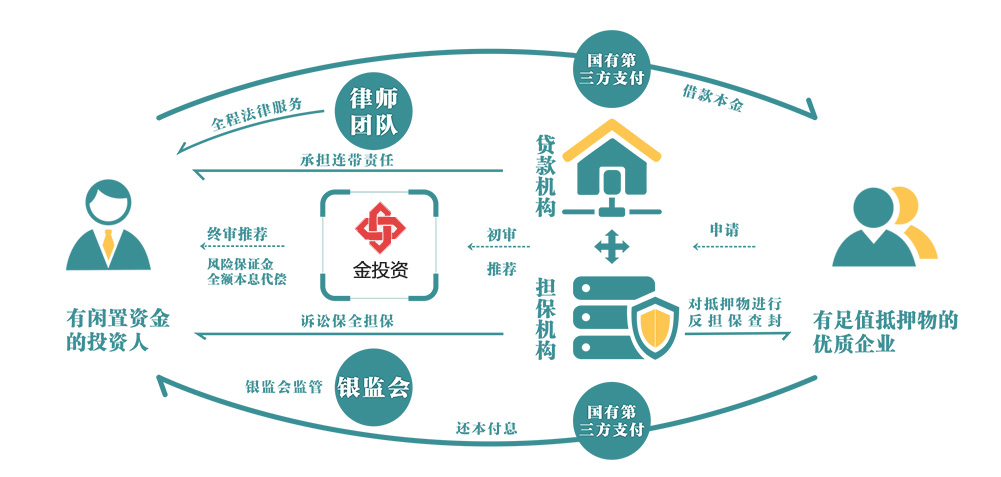 国有第
三方支付
借款本金
律师
团队
全程法律服务
承担连带责任
贷款机构
终审推荐
风险保证金
全额本息代偿
金投资
初审
推荐
申请
有闲置资金
的投资人
诉讼保全担保
担保机构
对抵押物进行
反担保查封
有足值抵押物的
优质企业
银监会监管
银监会
还本付息
国有第
三方支付